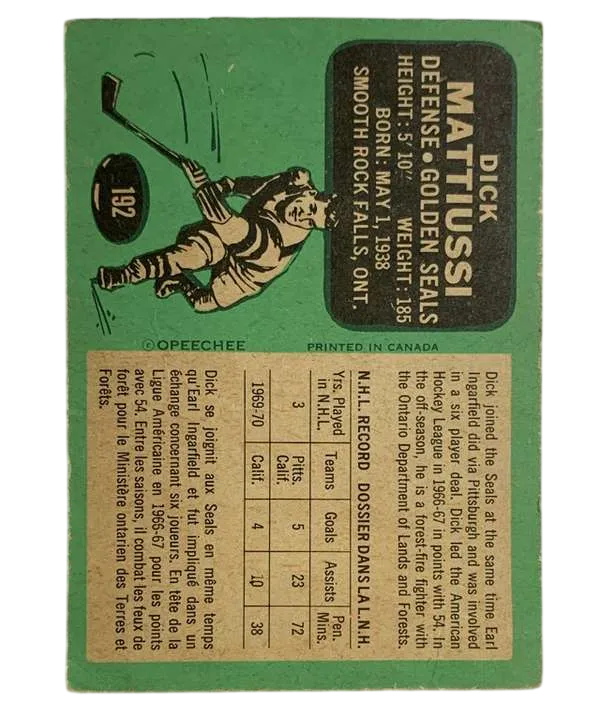 DICK
MATTIUSSI
DEFENSE • GOLDEN SEALS
HEIGHT: 5' 10" WEIGHT: 185
BORN: MAY 1, 1938
SMOOTH ROCK FALLS, ONT.
192
©OPEECHEE
PRINTED IN CANADA
Dick joined the Seals at the same time Earl
Ingarfield did via Pittsburgh and was involved
in a six player deal. Dick led the American
Hockey League in 1966-67 in points with 54. In
the off-season, he is a forest-fire fighter with
the Ontario Department of Lands and Forests.
N.H.L. RECORD DOSSIER DANS LA L.N.H.
Yrs. Played in N.H.L. Teams Goals Assists Pen. Mins.
3 Pitts. Calif. 5 23 72
1969-70 Calif. 4 10 38
Dick se joignit aux Seals en même temps
qu'Earl Ingarfield et fut impliqué dans un
échange concernant six joueurs. En tête de la
Ligue Américaine en 1966-67 pour les points
avec 54. Entre les saisons, il combat les feux de
forêt pour le Ministère ontarien des Terres et
Forêts.